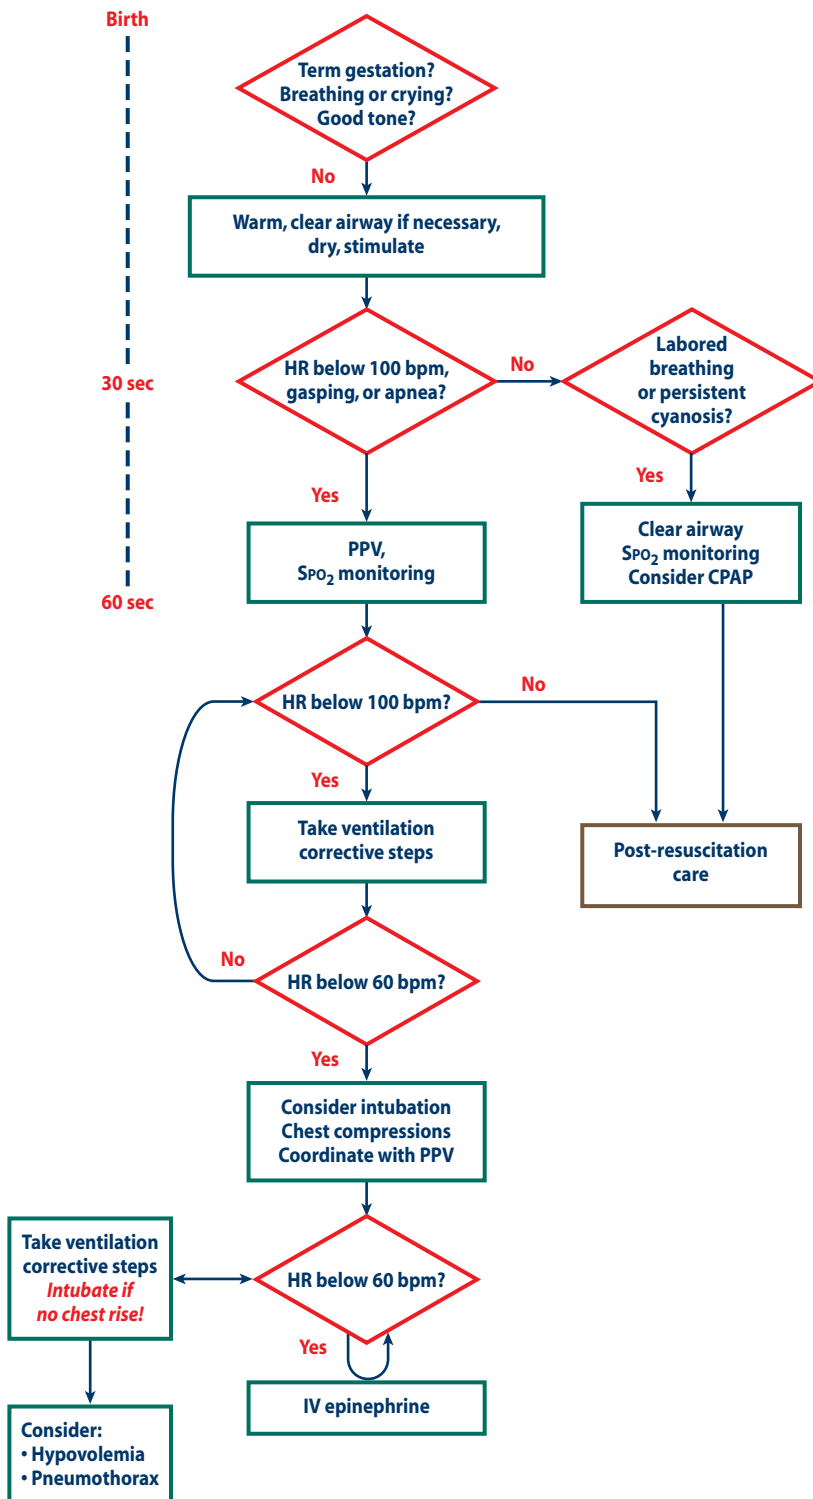 Birth
Term gestation?
Breathing or crying?
Good tone?
No
Warm, clear airway if necessary,
dry, stimulate
30 sec
HR below 100 bpm,
gasping, or apnea?
No
Labored
breathing
or persistent
cyanosis?
Yes
Yes
PPV,
SPO₂ monitoring
Clear airway
SPO₂ monitoring
Consider CPAP
60 sec
HR below 100 bpm?
No
Yes
Take ventilation
corrective steps
Post-resuscitation
care
No
HR below 60 bpm?
Yes
Consider intubation
Chest compressions
Coordinate with PPV
Take ventilation
corrective steps
Intubate if
no chest rise!
HR below 60 bpm?
Yes
IV epinephrine
Consider:
• Hypovolemia
• Pneumothorax